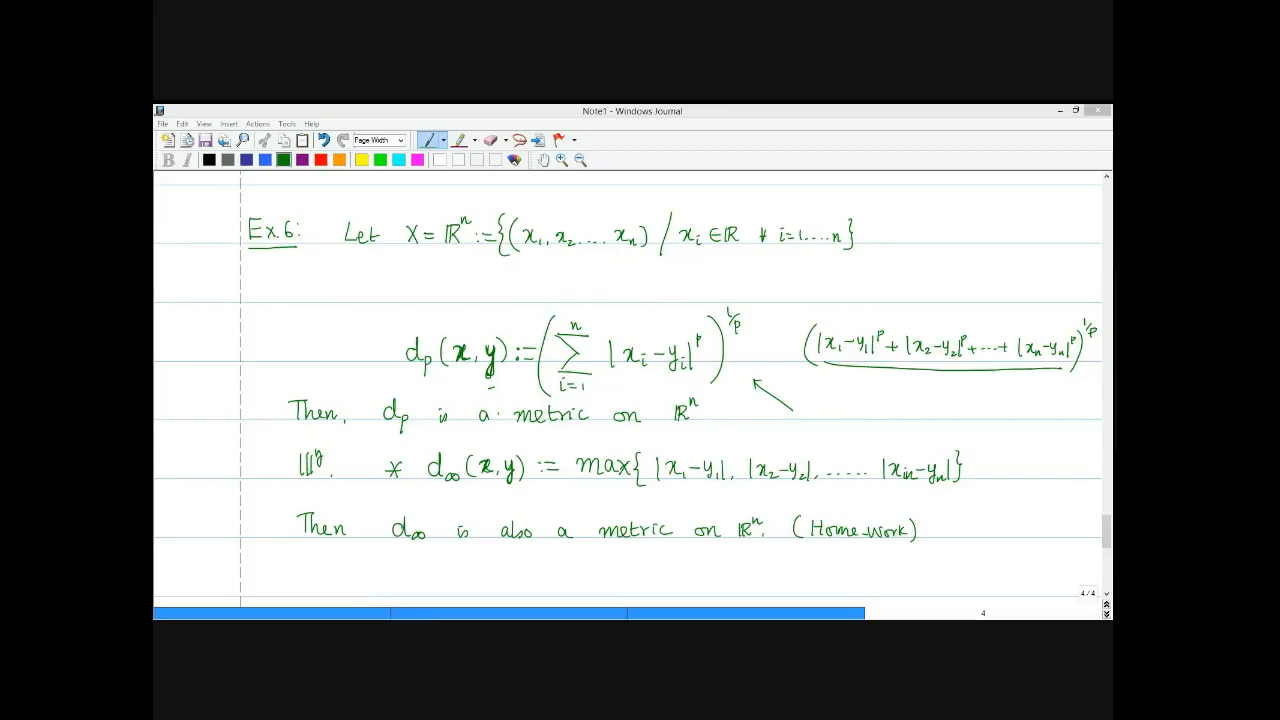 Note1 - Windows Journal
File Edit View Insert Actions Tools Help
Page Width
B I
Ex.6: Let X = ℝⁿ := {(x₁, x₂.... xₙ) / xᵢ ∈ ℝ ∀ i=1....n}
dₚ(x, y) := (∑ᵢ₌₁ⁿ |xᵢ-yᵢ|ᵖ)^{1/p} (|x₁-y₁|ᵖ + |x₂-y₂|ᵖ + ... + |xₙ-yₙ|ᵖ)^{1/p}
Then, dₚ is a metric on ℝⁿ
|||ʸ. * d∞(x,y) := max{ |x₁-y₁|, |x₂-y₂|, ..... |xₙ-yₙ|}
Then d∞ is also a metric on ℝⁿ. (Home-work)
4/4
4